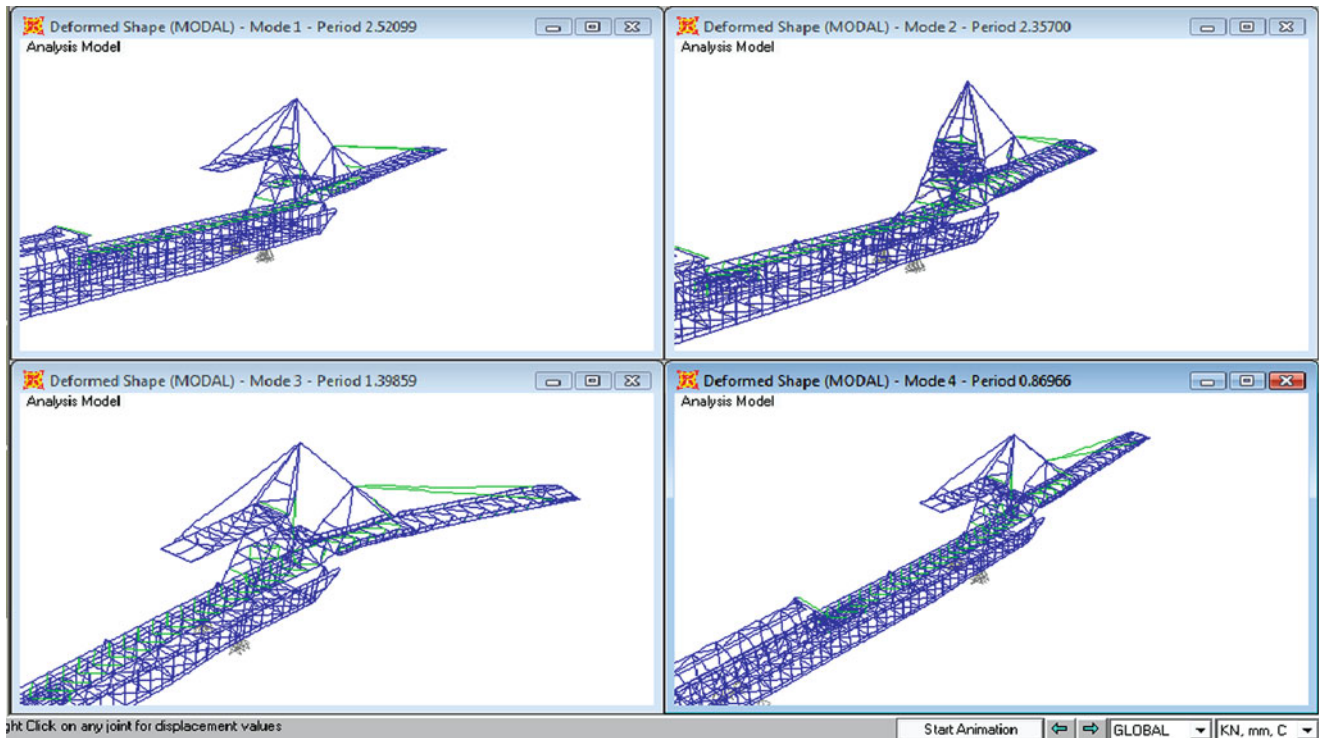 Deformed Shape (MODAL) - Mode 1 - Period 2.52099
Analysis Model
Deformed Shape (MODAL) - Mode 2 - Period 2.35700
Analysis Model
Deformed Shape (MODAL) - Mode 3 - Period 1.39859
Analysis Model
Deformed Shape (MODAL) - Mode 4 - Period 0.86966
Analysis Model
ght Click on any joint for displacement values
Start Animation
GLOBAL
KN, mm, C